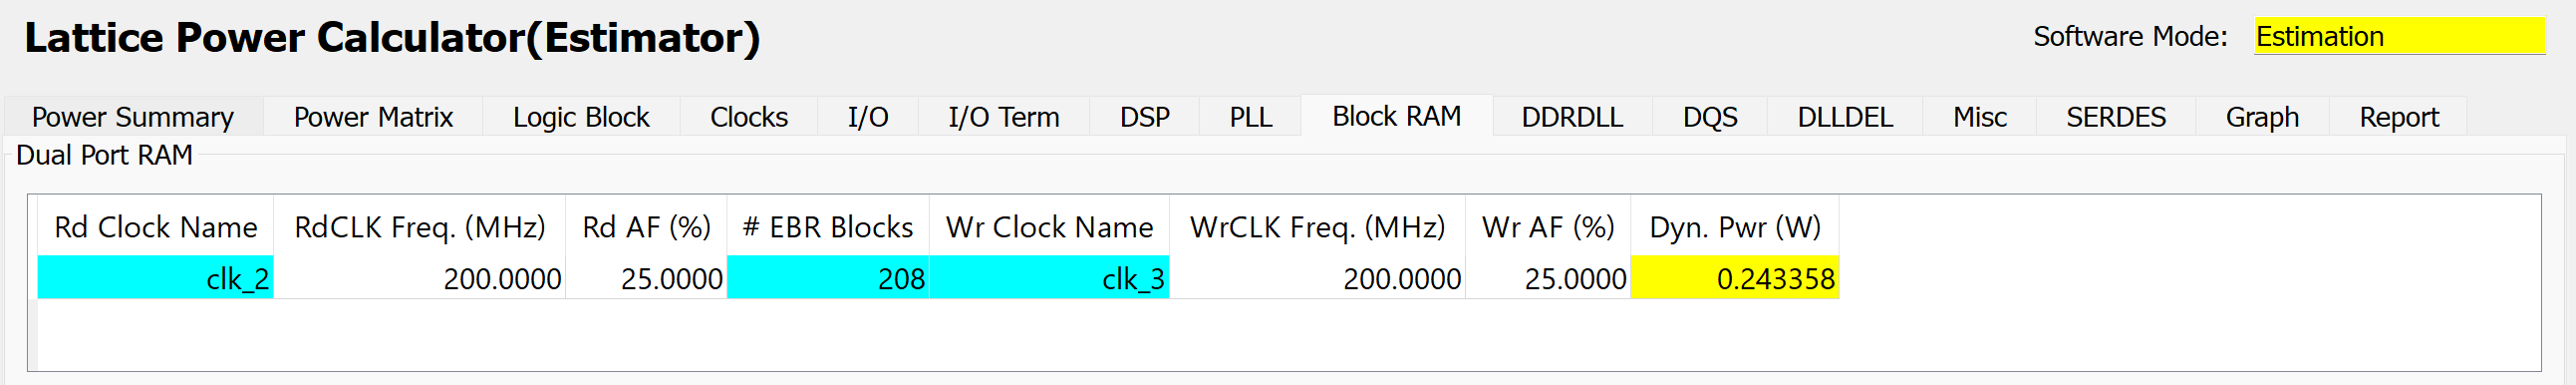 Lattice Power Calculator(Estimator) Software Mode: Estimation
Power Summary Power Matrix Logic Block Clocks I/O I/O Term DSP PLL Block RAM DDRDLL DQS DLLDEL Misc SERDES Graph Report
Dual Port RAM
Rd Clock Name RdCLK Freq. (MHz) Rd AF (%) # EBR Blocks Wr Clock Name WrCLK Freq. (MHz) Wr AF (%) Dyn. Pwr (W)
clk_2 200.0000 25.0000 208 clk_3 200.0000 25.0000 0.243358